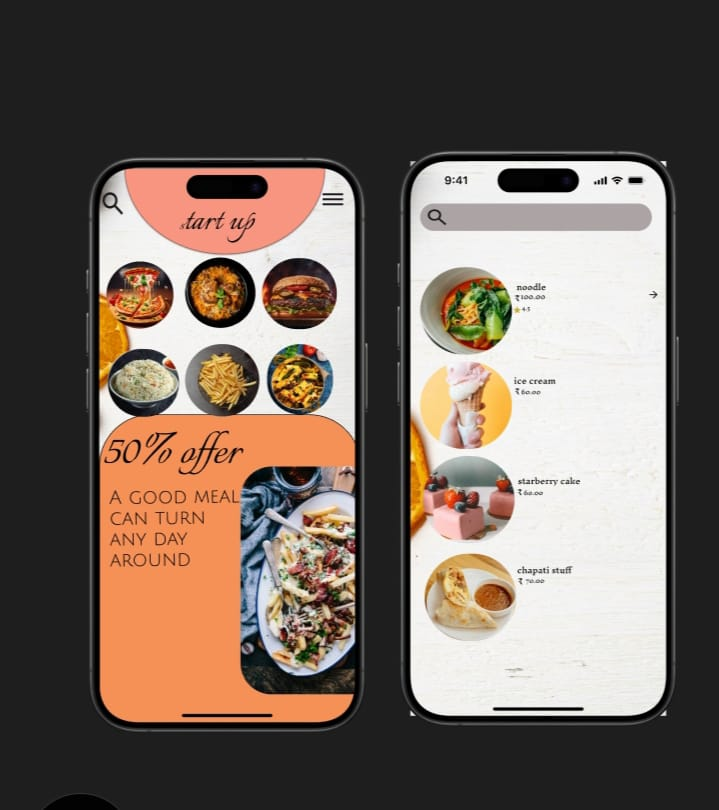 start up
50% offer
A GOOD MEAL
CAN TURN
ANY DAY
AROUND
9:41
noodle
₹100.00
4.5
ice cream
₹60.00
starberry cake
₹60.00
chapati stuff
₹ 70.00